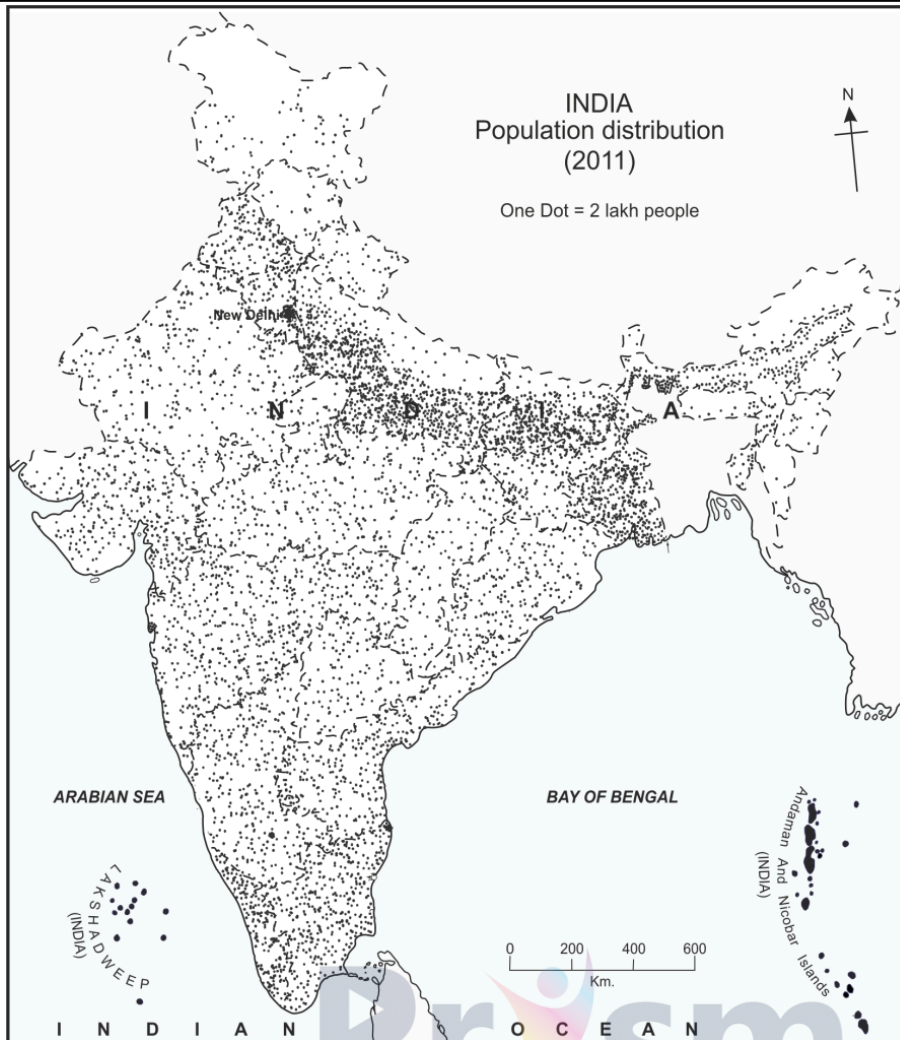 INDIA
Population distribution
(2011)
N
One Dot = 2 lakh people
New Delhi
I N D I A
ARABIAN SEA
BAY OF BENGAL
Andaman And Nicobar Islands
(INDIA)
LAKSHADWEEP
(INDIA)
0 200 400 600
Km.
I N D I A N O C E A N
Prism